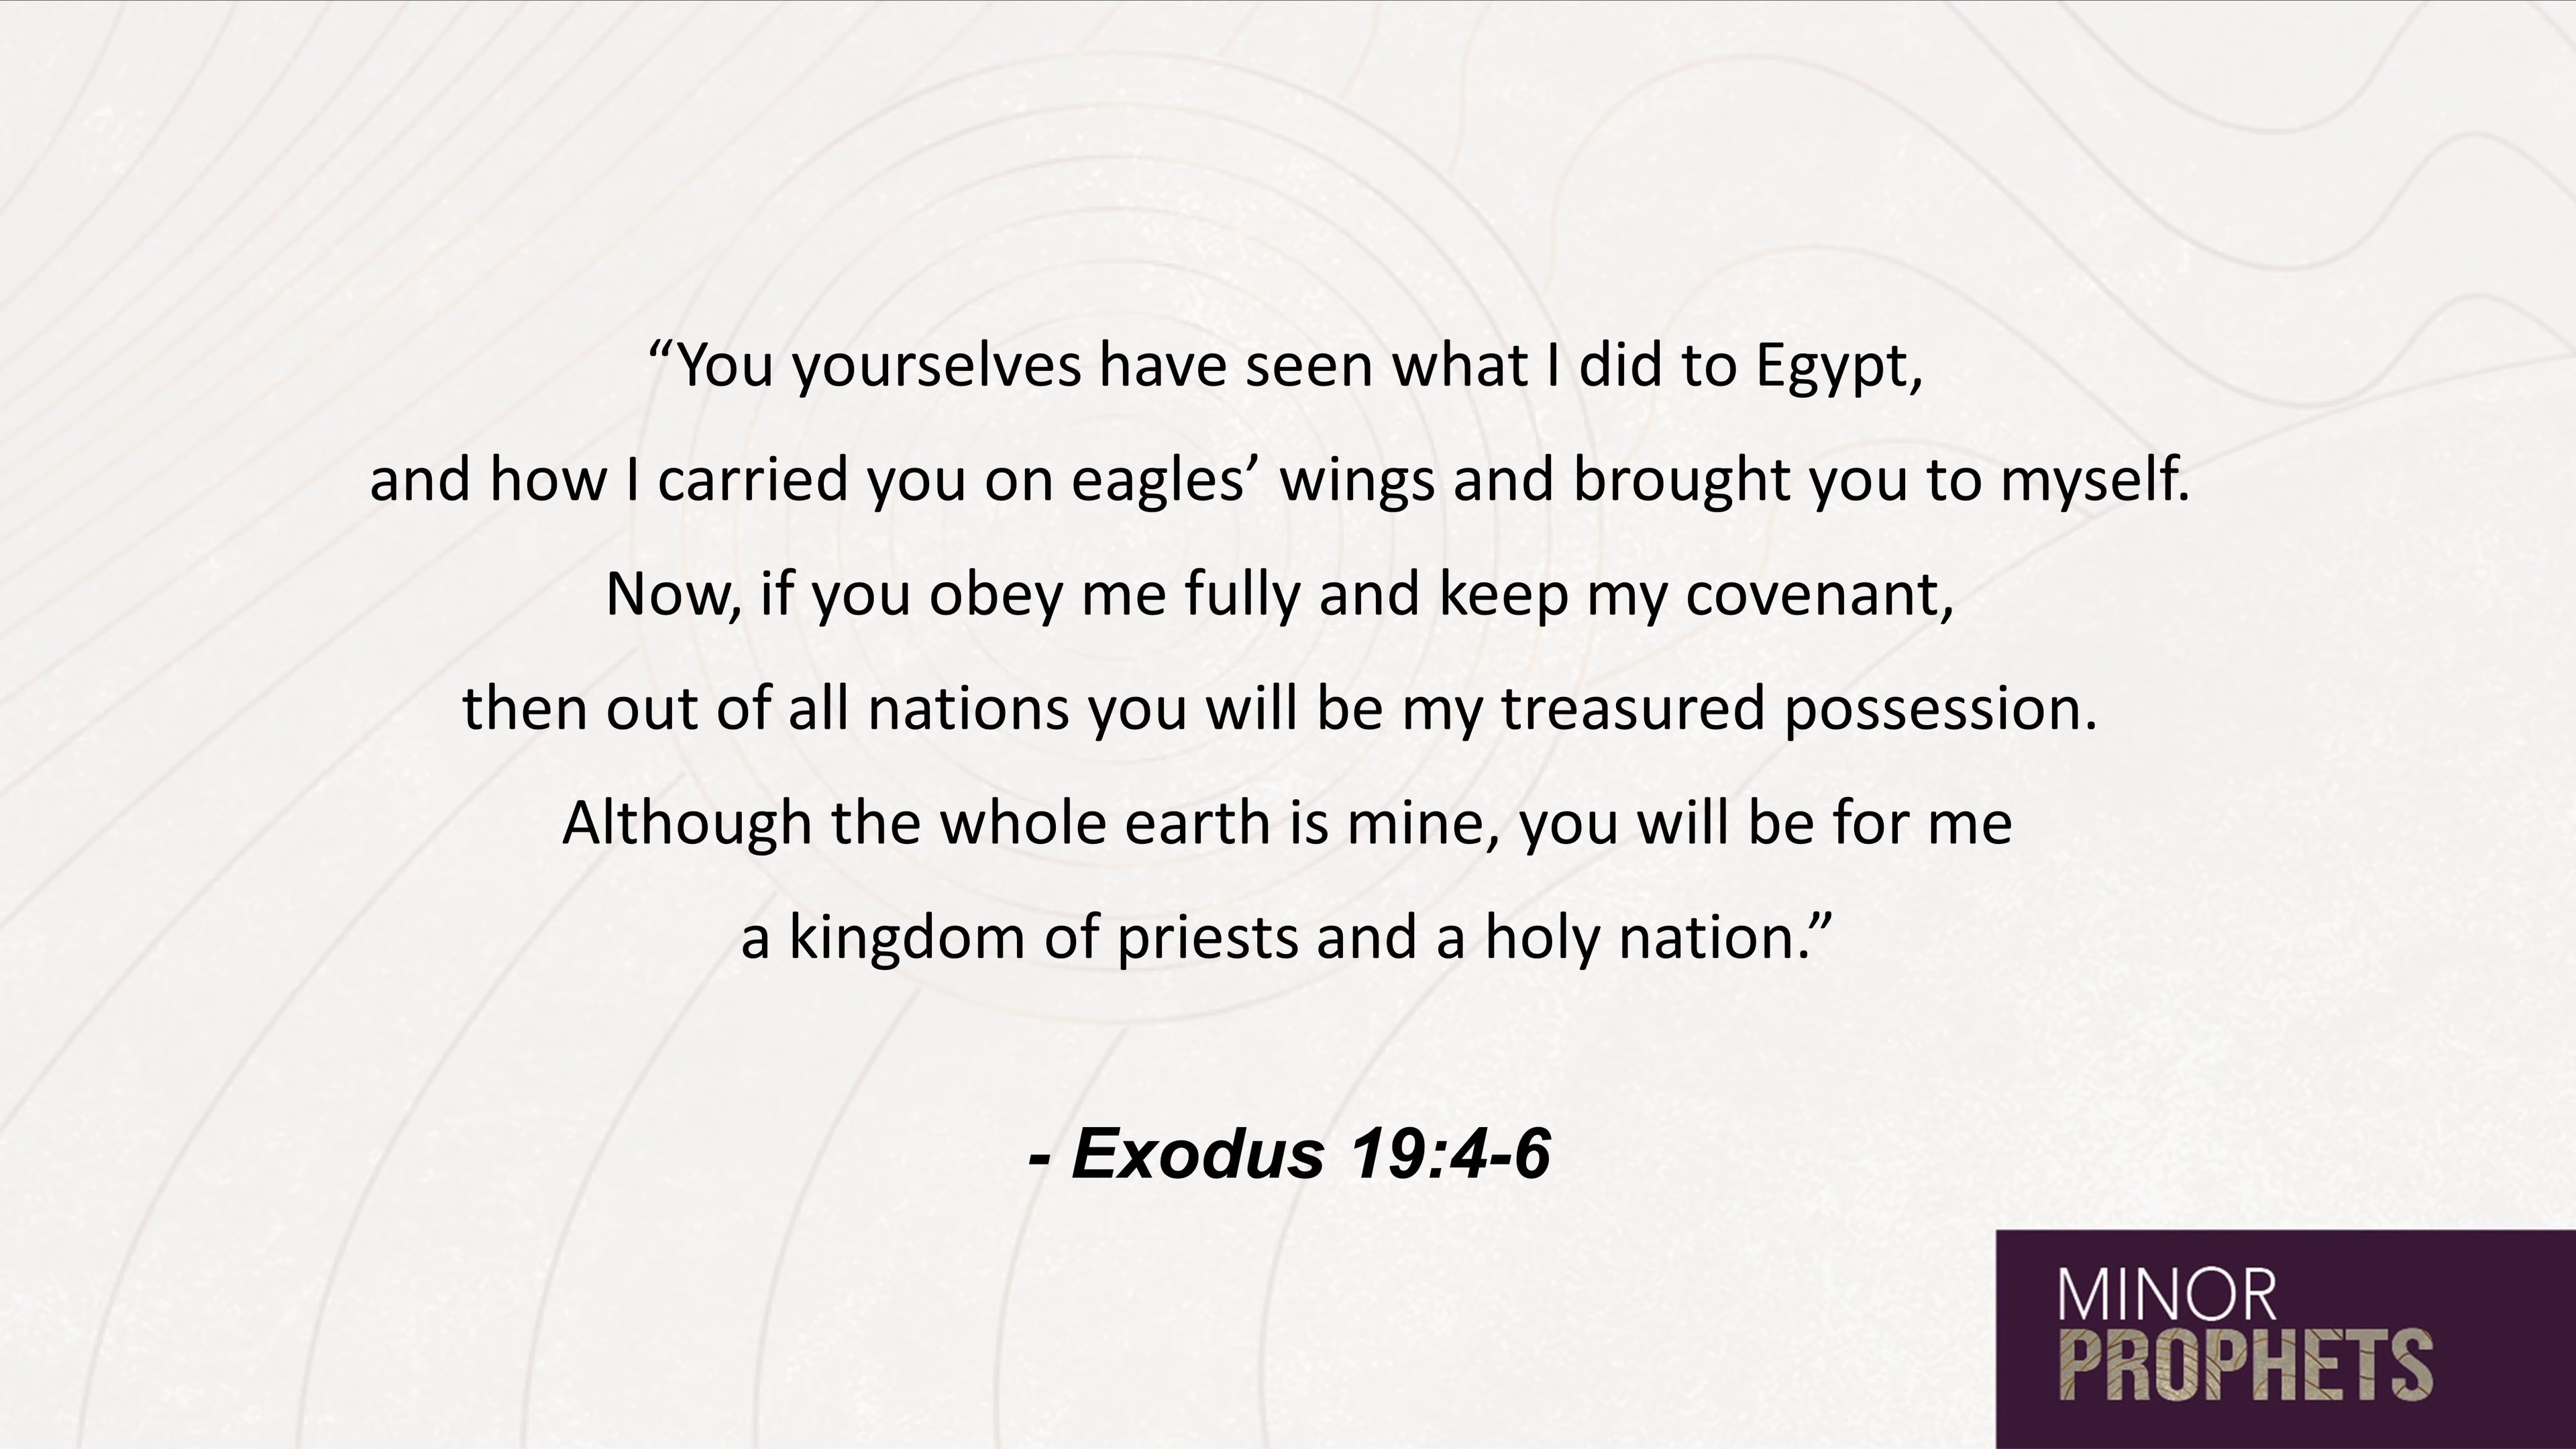 “You yourselves have seen what I did to Egypt,
and how I carried you on eagles’ wings and brought you to myself.
Now, if you obey me fully and keep my covenant,
then out of all nations you will be my treasured possession.
Although the whole earth is mine, you will be for me
a kingdom of priests and a holy nation.”
- Exodus 19:4-6
MINOR
PROPHETS